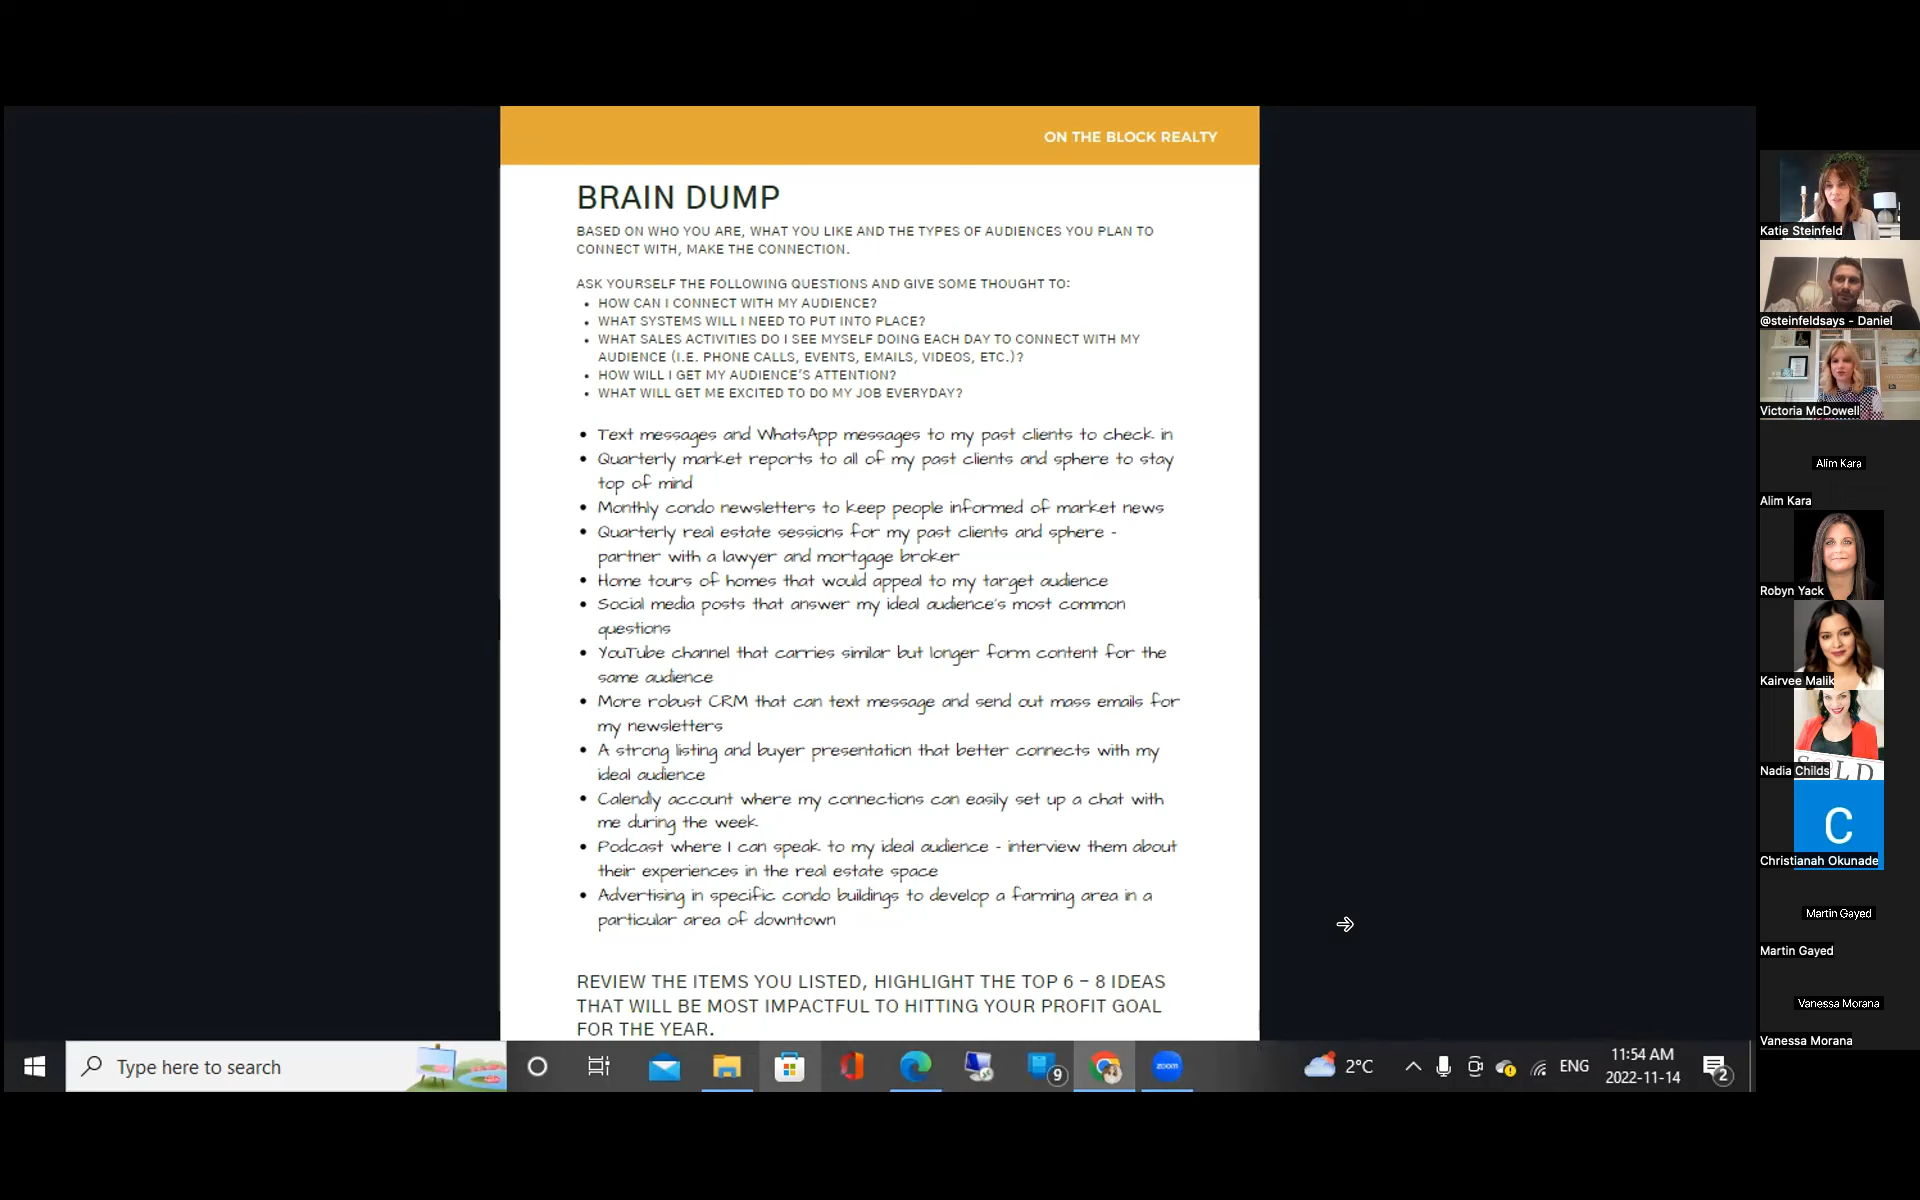 ON THE BLOCK REALTY
BRAIN DUMP
BASED ON WHO YOU ARE, WHAT YOU LIKE AND THE TYPES OF AUDIENCES YOU PLAN TO
CONNECT WITH, MAKE THE CONNECTION.
ASK YOURSELF THE FOLLOWING QUESTIONS AND GIVE SOME THOUGHT TO:
• HOW CAN I CONNECT WITH MY AUDIENCE?
• WHAT SYSTEMS WILL I NEED TO PUT INTO PLACE?
• WHAT SALES ACTIVITIES DO I SEE MYSELF DOING EACH DAY TO CONNECT WITH MY
AUDIENCE (I.E. PHONE CALLS, EVENTS, EMAILS, VIDEOS, ETC.)?
• HOW WILL I GET MY AUDIENCE'S ATTENTION?
• WHAT WILL GET ME EXCITED TO DO MY JOB EVERYDAY?
• Text messages and WhatsApp messages to my past clients to check in
• Quarterly market reports to all of my past clients and sphere to stay
top of mind
• Monthly condo newsletters to keep people informed of market news
• Quarterly real estate sessions for my past clients and sphere -
partner with a lawyer and mortgage broker
• Home tours of homes that would appeal to my target audience
• Social media posts that answer my ideal audience's most common
questions
• YouTube channel that carries similar but longer form content for the
same audience
• More robust CRM that can text message and send out mass emails for
my newsletters
• A strong listing and buyer presentation that better connects with my
ideal audience
• Calendly account where my connections can easily set up a chat with
me during the week
• Podcast where I can speak to my ideal audience - interview them about
their experiences in the real estate space
• Advertising in specific condo buildings to develop a farming area in a
particular area of downtown
REVIEW THE ITEMS YOU LISTED, HIGHLIGHT THE TOP 6 - 8 IDEAS
THAT WILL BE MOST IMPACTFUL TO HITTING YOUR PROFIT GOAL
FOR THE YEAR.
Type here to search
9
zoom
2°C
ENG
11:54 AM
2022-11-14
2
Katie Steinfeld
@steinfeldsays - Daniel
Victoria McDowell
Alim Kara
Alim Kara
Robyn Yack
Kairvee Malik
OLD
Nadia Childs
C
Christianah Okunade
Martin Gayed
Martin Gayed
Vanessa Morana
Vanessa Morana